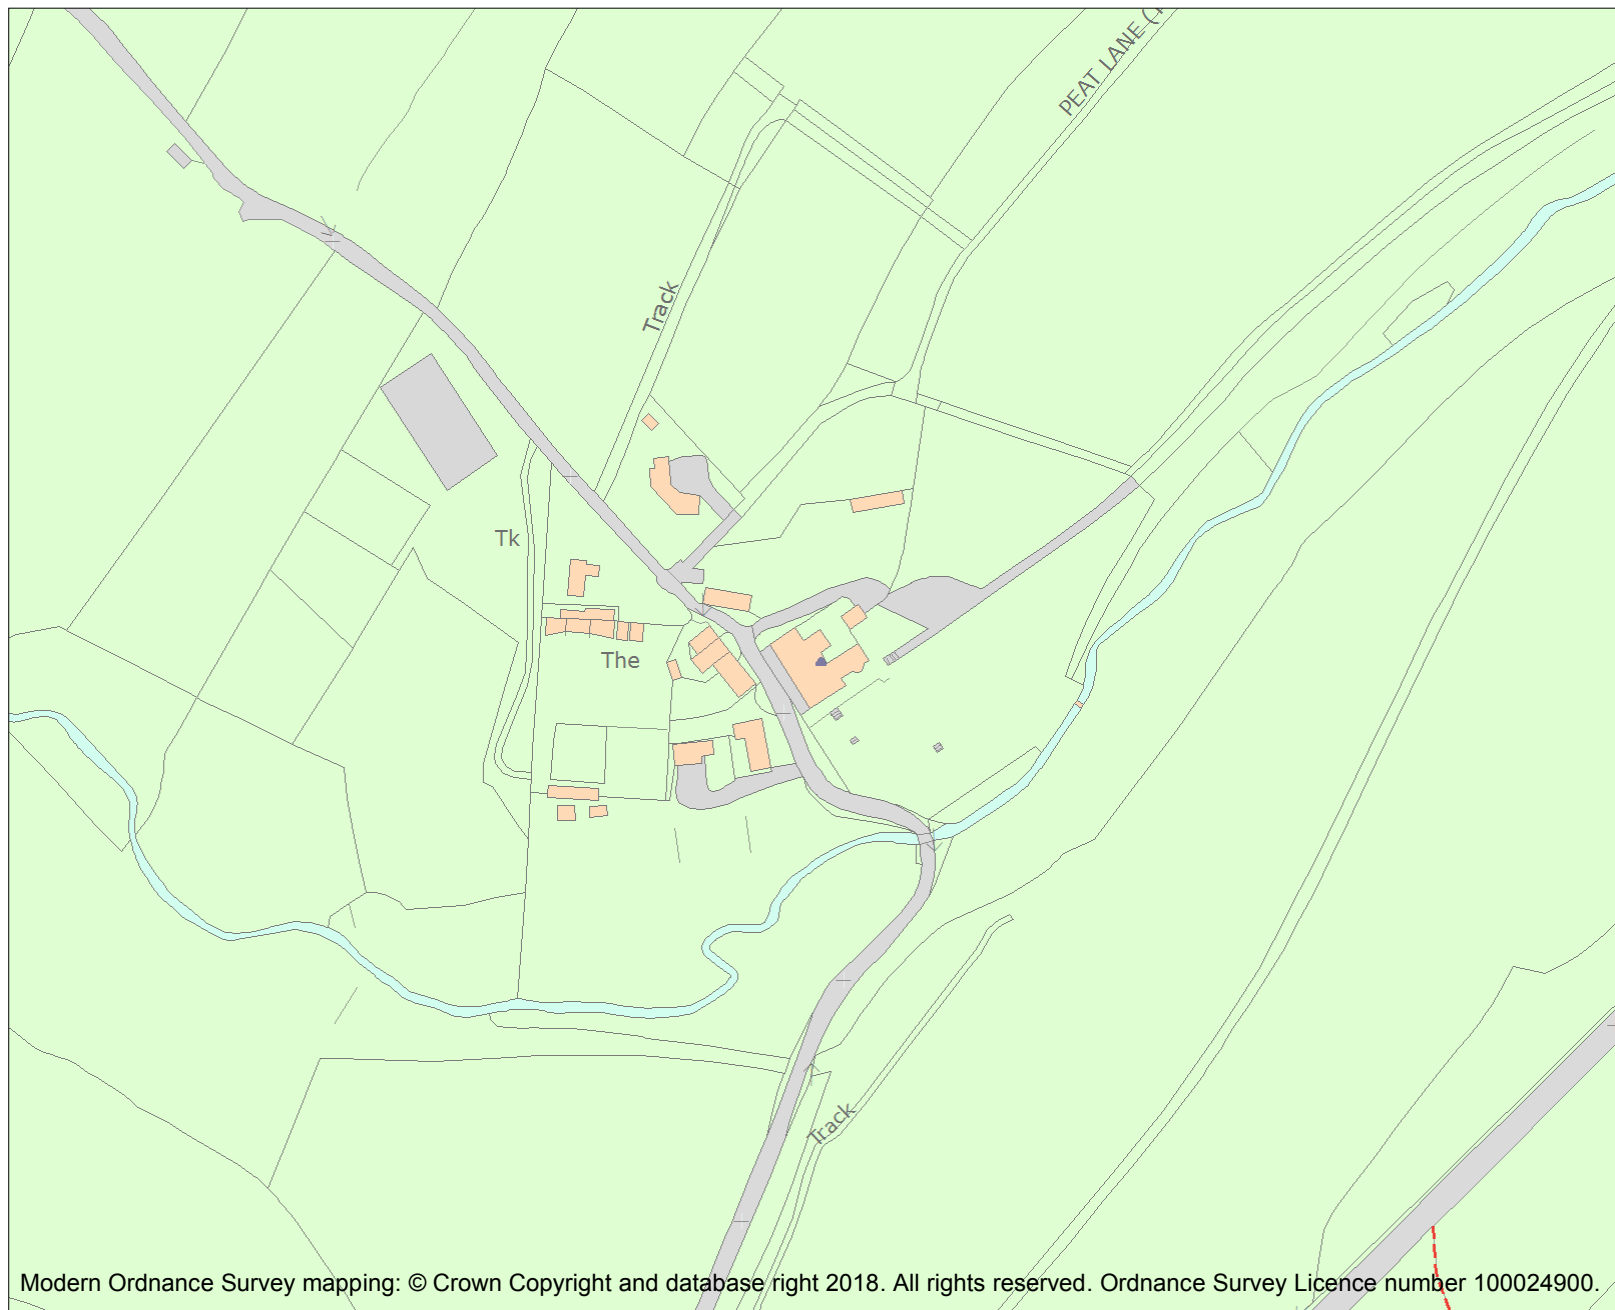 PEAT LANE (
Track
Tk
The
Track
Modern Ordnance Survey mapping: © Crown Copyright and database right 2018. All rights reserved. Ordnance Survey Licence number 100024900.